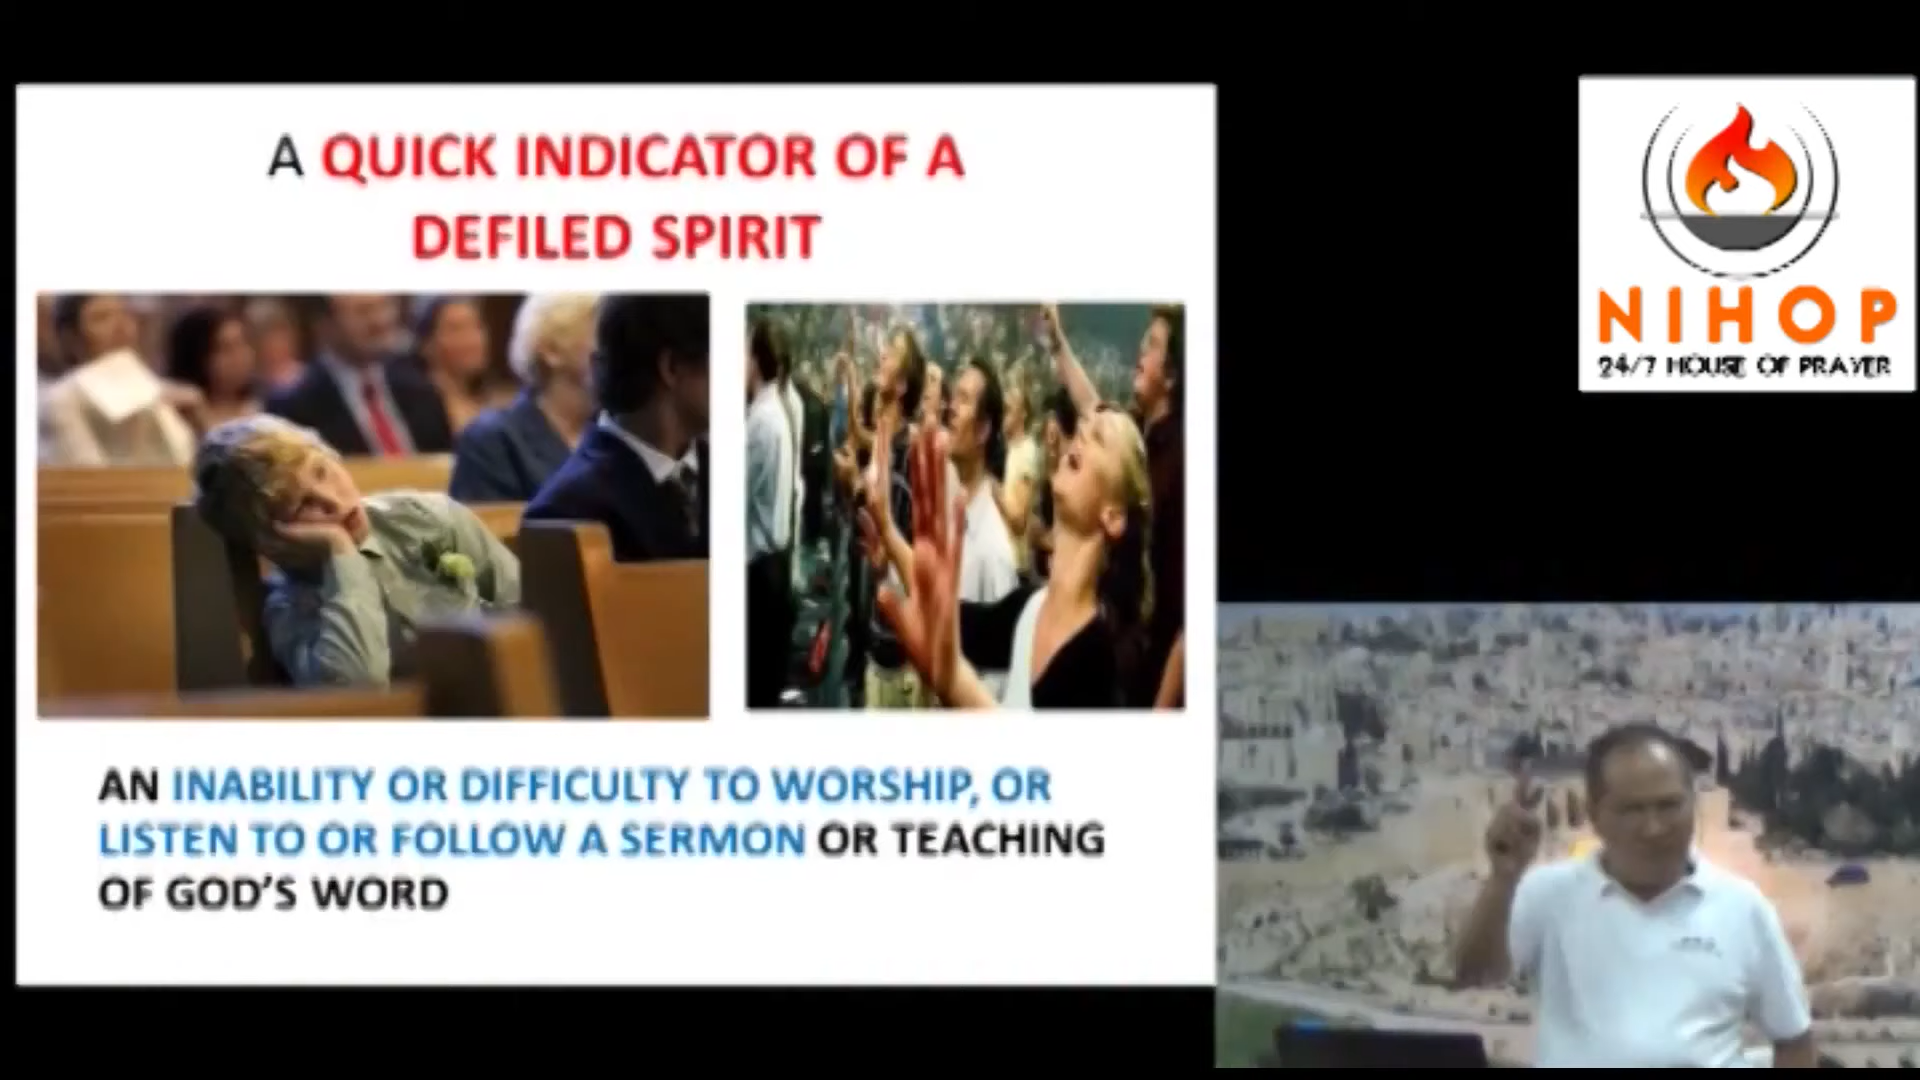 A QUICK INDICATOR OF A
DEFILED SPIRIT
AN INABILITY OR DIFFICULTY TO WORSHIP, OR
LISTEN TO OR FOLLOW A SERMON OR TEACHING
OF GOD'S WORD
NIHOP
24/7 HOUSE OF PRAYER